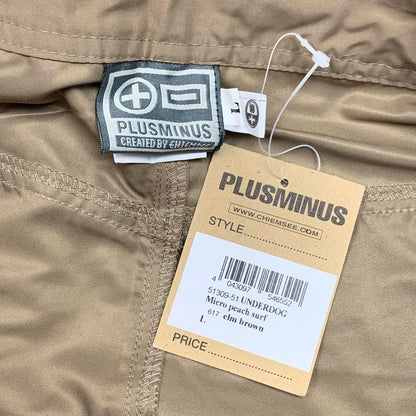 PLUSMINUS
CREATED BY CHIEMSEE
L
PLUSMINUS
WWW.CHIEMSEE.COM
STYLE
4 043097 546552
51309-51 UNDERDOG
Micro peach surf
L 617 elm brown
PRICE